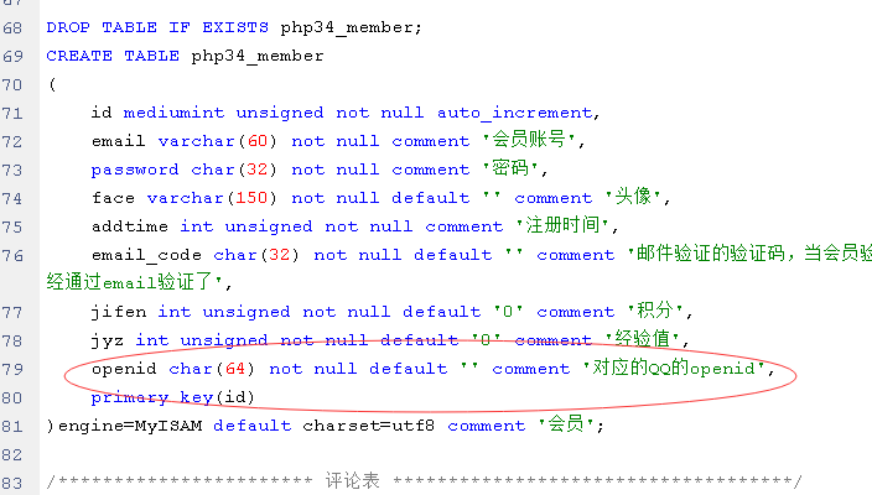 68 DROP TABLE IF EXISTS php34_member;
69 CREATE TABLE php34_member
70 (
71 id mediumint unsigned not null auto_increment,
72 email varchar(60) not null comment '会员账号',
73 password char(32) not null comment '密码',
74 face varchar(150) not null default '' comment '头像',
75 addtime int unsigned not null comment '注册时间',
76 email_code char(32) not null default '' comment '邮件验证的验证码，当会员验
经通过email验证了',
77 jifen int unsigned not null default '0' comment '积分',
78 jyz int unsigned not null default '0' comment '经验值',
79 openid char(64) not null default '' comment '对应的QQ的openid',
80 primary key(id)
81 )engine=MyISAM default charset=utf8 comment '会员';
82
83 /*********************** 评论表 ************************************/